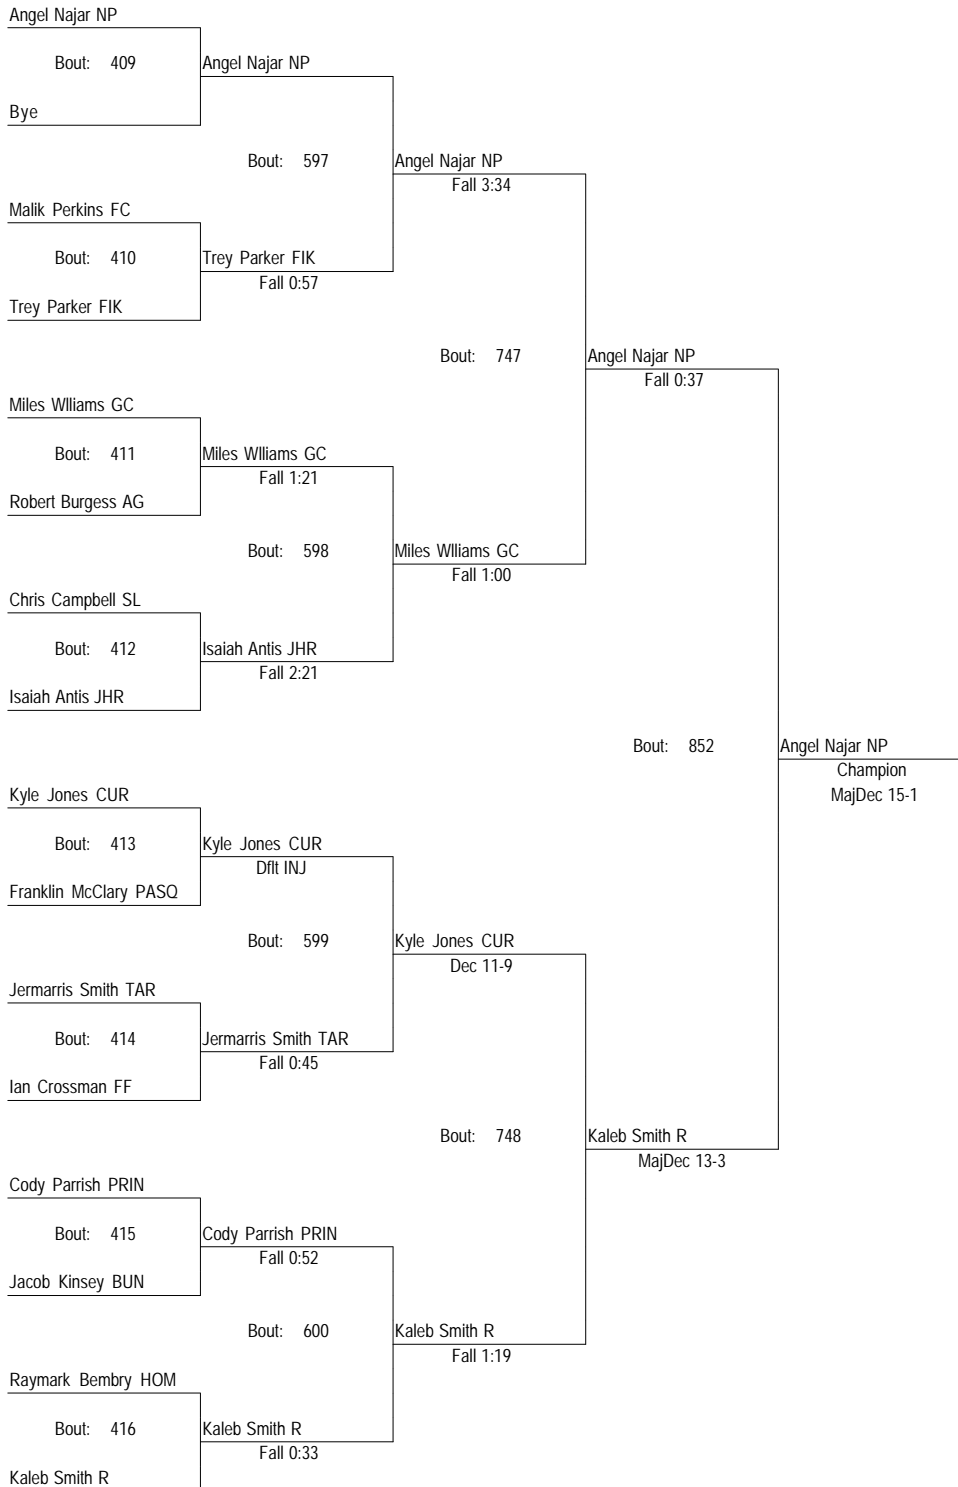 Angel Najar NP
Bout: 409
Angel Najar NP
Bye
Bout: 597
Angel Najar NP
Fall 3:34
Malik Perkins FC
Bout: 410
Trey Parker FIK
Fall 0:57
Trey Parker FIK
Bout: 747
Angel Najar NP
Fall 0:37
Miles Wlliams GC
Bout: 411
Miles Wlliams GC
Fall 1:21
Robert Burgess AG
Bout: 598
Miles Wlliams GC
Fall 1:00
Chris Campbell SL
Bout: 412
Isaiah Antis JHR
Fall 2:21
Isaiah Antis JHR
Bout: 852
Angel Najar NP
Champion
MajDec 15-1
Kyle Jones CUR
Bout: 413
Kyle Jones CUR
Dflt INJ
Franklin McClary PASQ
Bout: 599
Kyle Jones CUR
Dec 11-9
Jermarris Smith TAR
Bout: 414
Jermarris Smith TAR
Fall 0:45
Ian Crossman FF
Bout: 748
Kaleb Smith R
MajDec 13-3
Cody Parrish PRIN
Bout: 415
Cody Parrish PRIN
Fall 0:52
Jacob Kinsey BUN
Bout: 600
Kaleb Smith R
Fall 1:19
Raymark Bembry HOM
Bout: 416
Kaleb Smith R
Fall 0:33
Kaleb Smith R